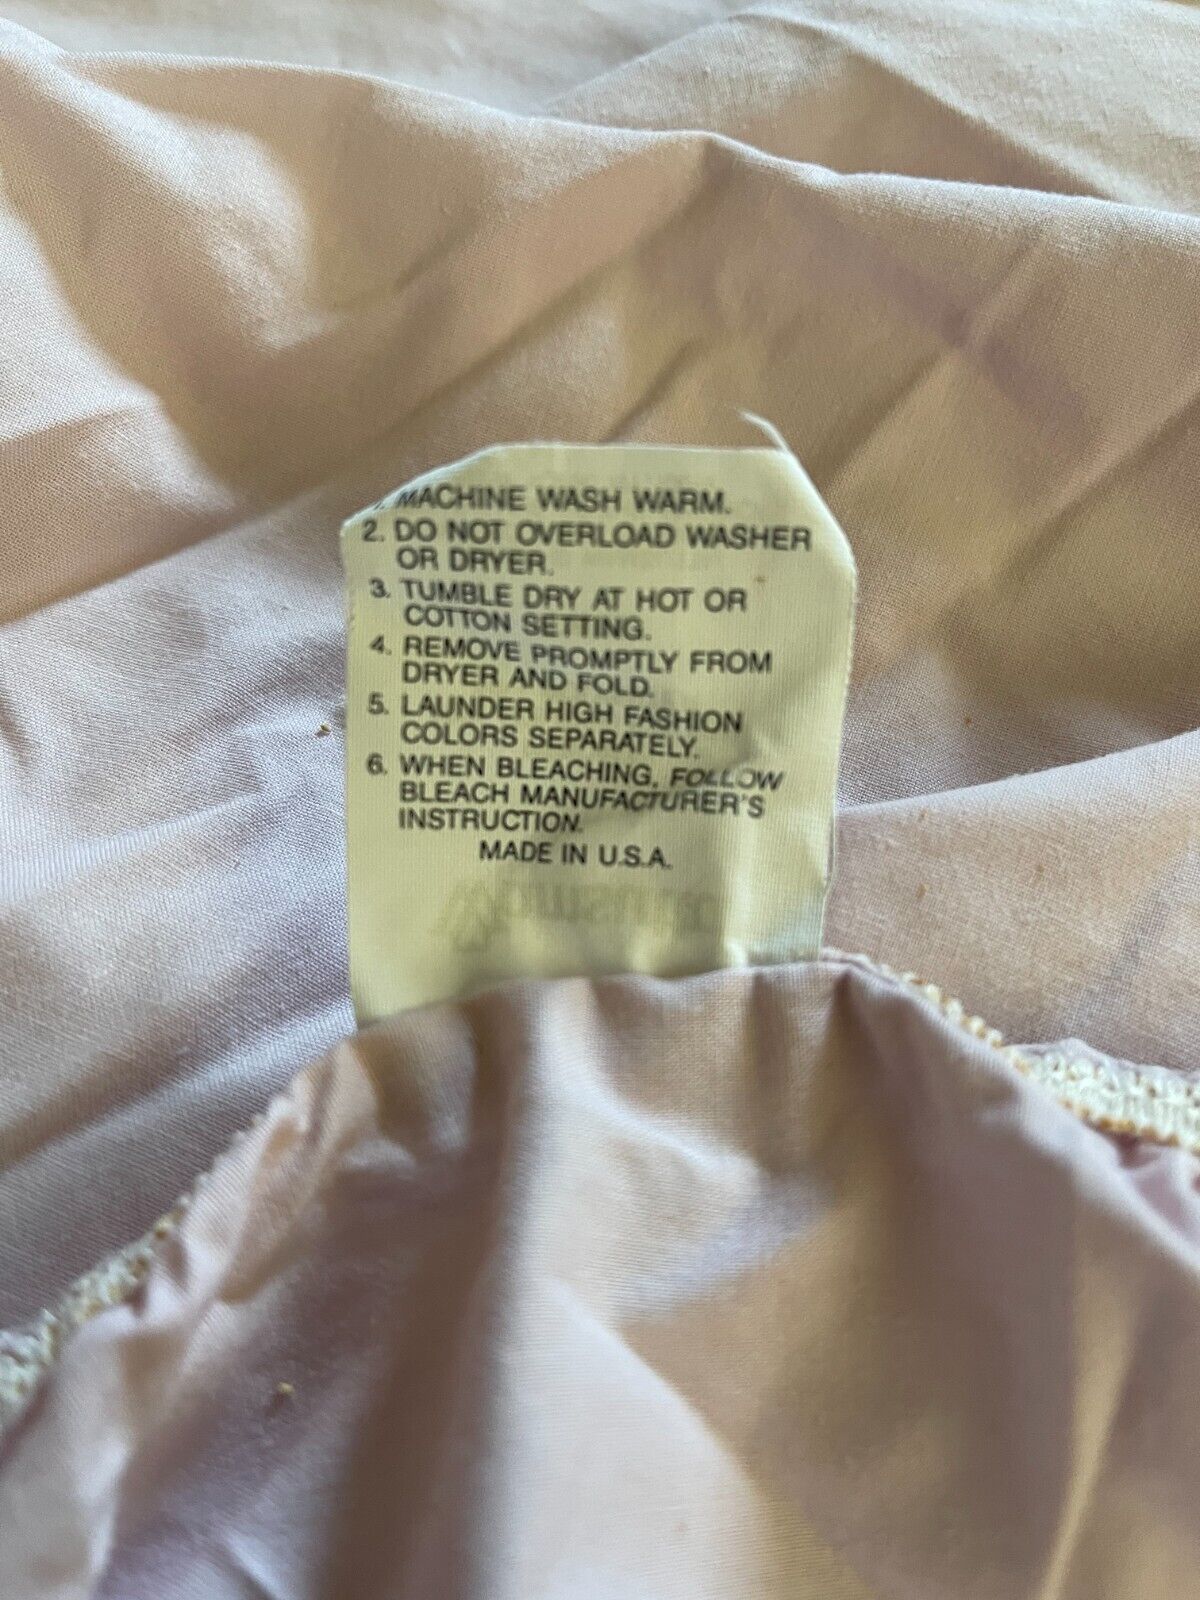 1. MACHINE WASH WARM.
2. DO NOT OVERLOAD WASHER
OR DRYER.
3. TUMBLE DRY AT HOT OR
COTTON SETTING.
4. REMOVE PROMPTLY FROM
DRYER AND FOLD.
5. LAUNDER HIGH FASHION
COLORS SEPARATELY.
6. WHEN BLEACHING, FOLLOW
BLEACH MANUFACTURER'S
INSTRUCTION.
MADE IN U.S.A.